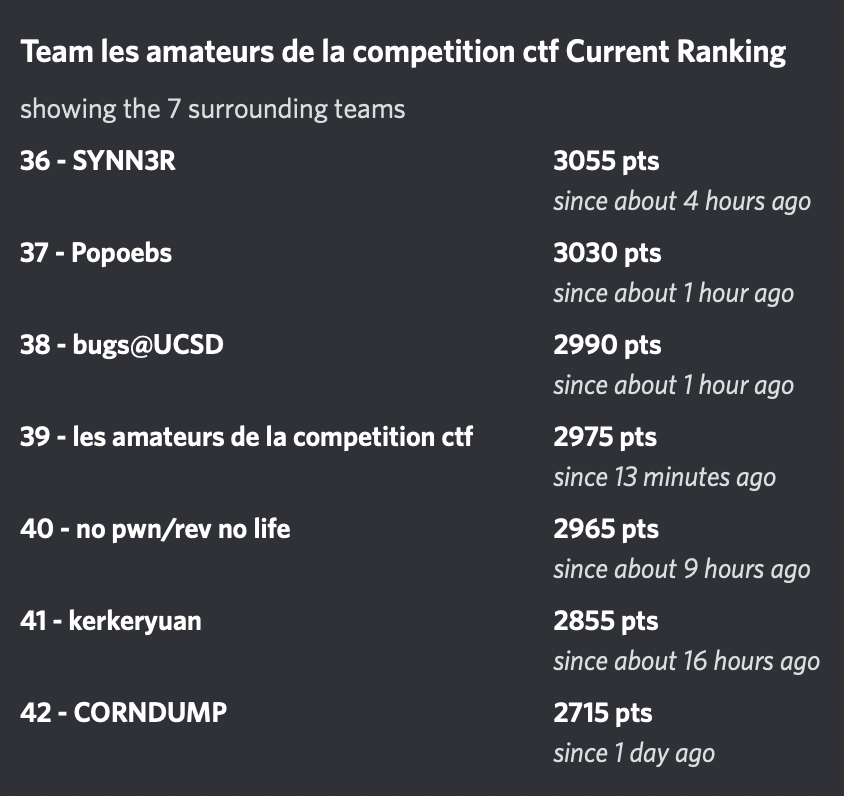 Team les amateurs de la competition ctf Current Ranking
showing the 7 surrounding teams
36 - SYNN3R
3055 pts
since about 4 hours ago
37 - Popoebs
3030 pts
since about 1 hour ago
38 - bugs@UCSD
2990 pts
since about 1 hour ago
39 - les amateurs de la competition ctf
2975 pts
since 13 minutes ago
40 - no pwn/rev no life
2965 pts
since about 9 hours ago
41 - kerkeryuan
2855 pts
since about 16 hours ago
42 - CORNDUMP
2715 pts
since 1 day ago